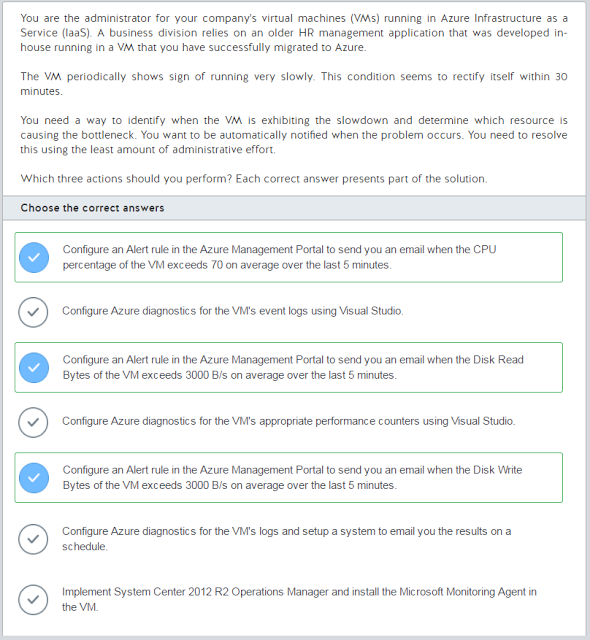 You are the administrator for your company's virtual machines (VMs) running in Azure Infrastructure as a
Service (IaaS). A business division relies on an older HR management application that was developed in-
house running in a VM that you have successfully migrated to Azure.
The VM periodically shows sign of running very slowly. This condition seems to rectify itself within 30
minutes.
You need a way to identify when the VM is exhibiting the slowdown and determine which resource is
causing the bottleneck. You want to be automatically notified when the problem occurs. You need to resolve
this using the least amount of administrative effort.
Which three actions should you perform? Each correct answer presents part of the solution.
Choose the correct answers
Configure an Alert rule in the Azure Management Portal to send you an email when the CPU
percentage of the VM exceeds 70 on average over the last 5 minutes.
Configure Azure diagnostics for the VM's event logs using Visual Studio.
Configure an Alert rule in the Azure Management Portal to send you an email when the Disk Read
Bytes of the VM exceeds 3000 B/s on average over the last 5 minutes.
Configure Azure diagnostics for the VM's appropriate performance counters using Visual Studio.
Configure an Alert rule in the Azure Management Portal to send you an email when the Disk Write
Bytes of the VM exceeds 3000 B/s on average over the last 5 minutes.
Configure Azure diagnostics for the VM's logs and setup a system to email you the results on a
schedule.
Implement System Center 2012 R2 Operations Manager and install the Microsoft Monitoring Agent in
the VM.